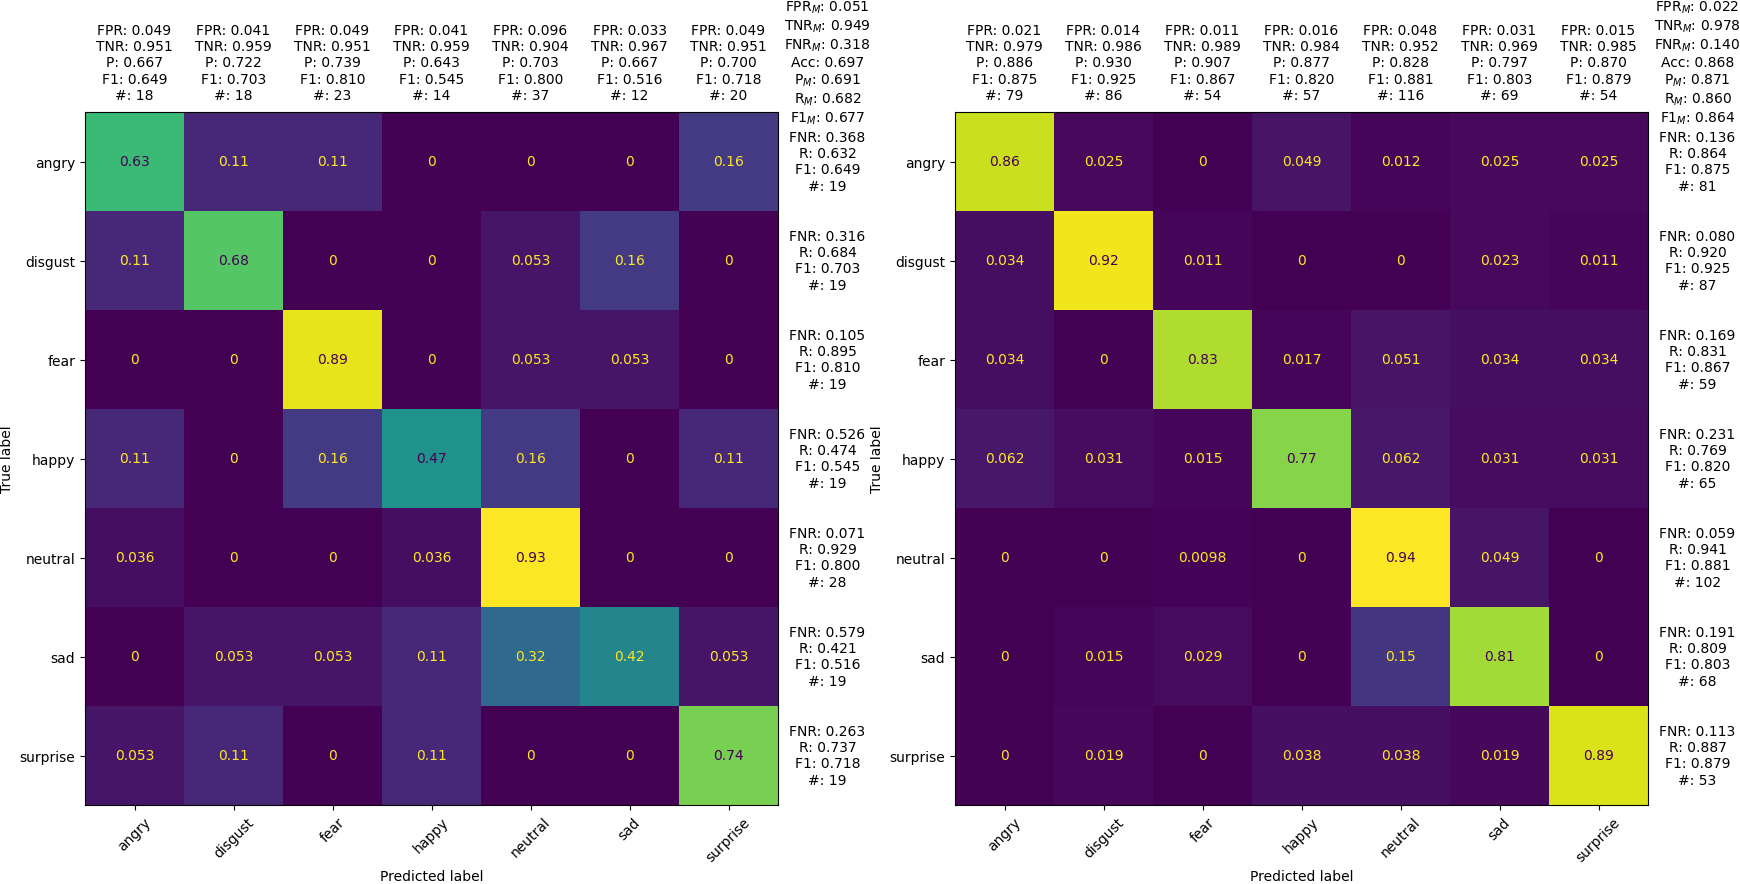 FPR: 0.049 FPR: 0.041 FPR: 0.049 FPR: 0.041 FPR: 0.096 FPR: 0.033 FPR: 0.049
TNR: 0.951 TNR: 0.959 TNR: 0.951 TNR: 0.959 TNR: 0.904 TNR: 0.967 TNR: 0.951
P: 0.667 P: 0.722 P: 0.739 P: 0.643 P: 0.703 P: 0.667 P: 0.700
F1: 0.649 F1: 0.703 F1: 0.810 F1: 0.545 F1: 0.800 F1: 0.516 F1: 0.718
#: 18 #: 18 #: 23 #: 14 #: 37 #: 12 #: 20
FPRM: 0.051
TNRM: 0.949
FNRM: 0.318
Acc: 0.697
PM: 0.691
RM: 0.682
F1M: 0.677
True label
angry 0.63 0.11 0.11 0 0 0 0.16
FNR: 0.368
R: 0.632
F1: 0.649
#: 19
disgust 0.11 0.68 0 0 0.053 0.16 0
FNR: 0.316
R: 0.684
F1: 0.703
#: 19
fear 0 0 0.89 0 0.053 0.053 0
FNR: 0.105
R: 0.895
F1: 0.810
#: 19
happy 0.11 0 0.16 0.47 0.16 0 0.11
FNR: 0.526
R: 0.474
F1: 0.545
#: 19
neutral 0.036 0 0 0.036 0.93 0 0
FNR: 0.071
R: 0.929
F1: 0.800
#: 28
sad 0 0.053 0.053 0.11 0.32 0.42 0.053
FNR: 0.579
R: 0.421
F1: 0.516
#: 19
surprise 0.053 0.11 0 0.11 0 0 0.74
FNR: 0.263
R: 0.737
F1: 0.718
#: 19
angry disgust fear happy neutral sad surprise
Predicted label
FPR: 0.021 FPR: 0.014 FPR: 0.011 FPR: 0.016 FPR: 0.048 FPR: 0.031 FPR: 0.015
TNR: 0.979 TNR: 0.986 TNR: 0.989 TNR: 0.984 TNR: 0.952 TNR: 0.969 TNR: 0.985
P: 0.886 P: 0.930 P: 0.907 P: 0.877 P: 0.828 P: 0.797 P: 0.870
F1: 0.875 F1: 0.925 F1: 0.867 F1: 0.820 F1: 0.881 F1: 0.803 F1: 0.879
#: 79 #: 86 #: 54 #: 57 #: 116 #: 69 #: 54
FPRM: 0.022
TNRM: 0.978
FNRM: 0.140
Acc: 0.868
PM: 0.871
RM: 0.860
F1M: 0.864
True label
angry 0.86 0.025 0 0.049 0.012 0.025 0.025
FNR: 0.136
R: 0.864
F1: 0.875
#: 81
disgust 0.034 0.92 0.011 0 0 0.023 0.011
FNR: 0.080
R: 0.920
F1: 0.925
#: 87
fear 0.034 0 0.83 0.017 0.051 0.034 0.034
FNR: 0.169
R: 0.831
F1: 0.867
#: 59
happy 0.062 0.031 0.015 0.77 0.062 0.031 0.031
FNR: 0.231
R: 0.769
F1: 0.820
#: 65
neutral 0 0 0.0098 0 0.94 0.049 0
FNR: 0.059
R: 0.941
F1: 0.881
#: 102
sad 0 0.015 0.029 0 0.15 0.81 0
FNR: 0.191
R: 0.809
F1: 0.803
#: 68
surprise 0 0.019 0 0.038 0.038 0.019 0.89
FNR: 0.113
R: 0.887
F1: 0.879
#: 53
angry disgust fear happy neutral sad surprise
Predicted label